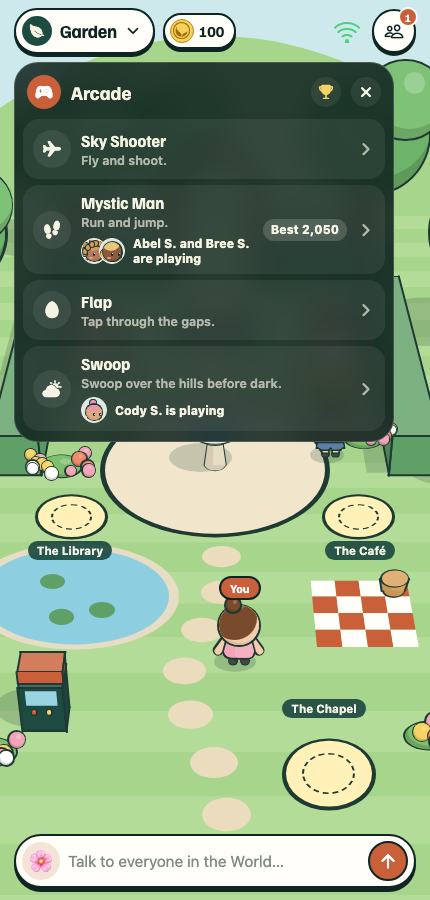 Garden
100
1
Arcade
Sky Shooter
Fly and shoot.
Mystic Man
Run and jump.
Abel S. and Bree S.
are playing
Best 2,050
Flap
Tap through the gaps.
Swoop
Swoop over the hills before dark.
Cody S. is playing
The Library
The Café
You
The Chapel
Talk to everyone in the World...